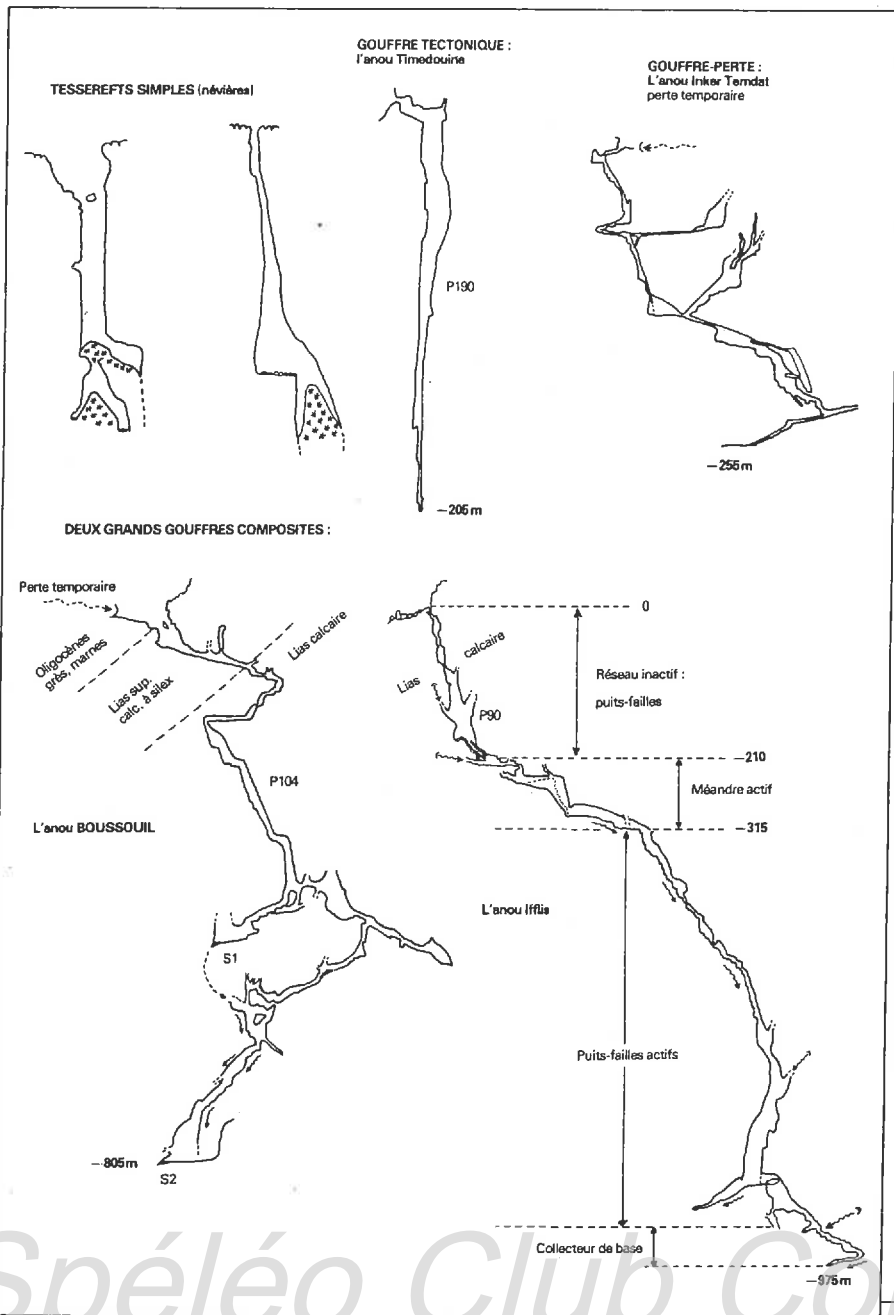 GOUFFRE TECTONIQUE :
l'anou Timedouine
GOUFFRE-PERTE :
L'anou Inker Temdat
perte temporaire
TESSEREFTS SIMPLES (névières)
P190
—255m
—205m
DEUX GRANDS GOUFFRES COMPOSITES :
Perte temporaire
Oligocènes
grès, marnes
Lias sup.
calc. à silex
Lias calcaire
P104
L'anou BOUSSOUIL
S1
—805m
S2
0
Lias calcaire
Réseau inactif :
puits-failles
P90
—210
Méandre actif
—315
L'anou Ifflis
Puits-failles actifs
Collecteur de base
—975m
Spéléo Club Co